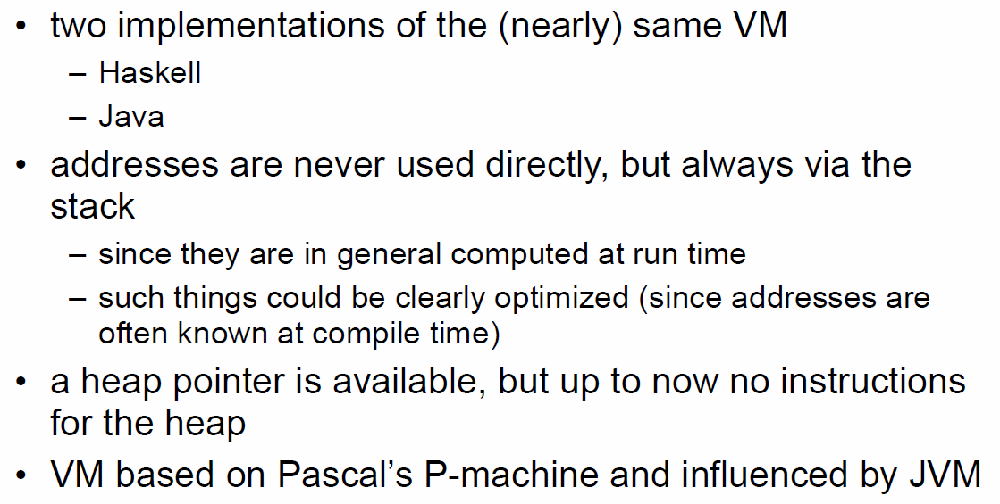 • two implementations of the (nearly) same VM
– Haskell
– Java
• addresses are never used directly, but always via the
stack
– since they are in general computed at run time
– such things could be clearly optimized (since addresses are
often known at compile time)
• a heap pointer is available, but up to now no instructions
for the heap
• VM based on Pascal’s P-machine and influenced by JVM